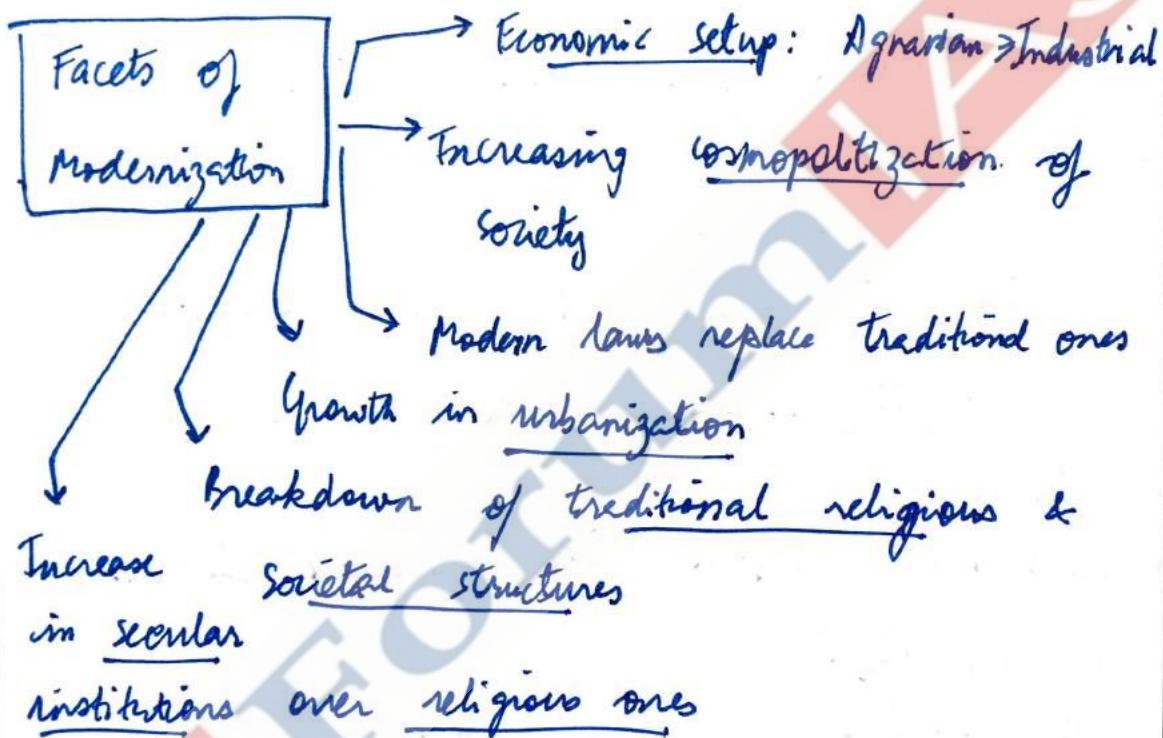 Facets of
Modernization
Economic setup: Agrarian > Industrial
Increasing cosmopolitization of
society
Modern laws replace traditional ones
Growth in urbanization
Breakdown of traditional religious &
societal structures
Increase
in secular
institutions over religious ones
ForumIAS